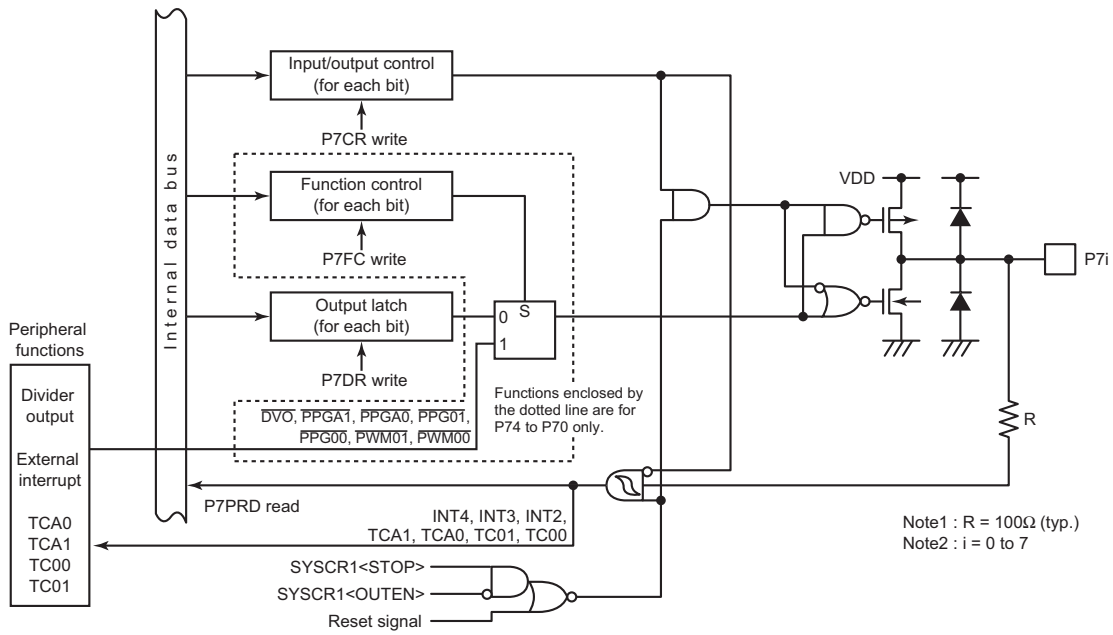 Internal data bus
Input/output control
(for each bit)
P7CR write
Function control
(for each bit)
P7FC write
Output latch
(for each bit)
P7DR write
0
S
1
Functions enclosed by
the dotted line are for
P74 to P70 only.
Peripheral
functions
Divider
output
External
interrupt
TCA0
TCA1
TC00
TC01
DVO, PPGA1, PPGA0, PPG01,
PPG00, PWM01, PWM00
P7PRD read
INT4, INT3, INT2,
TCA1, TCA0, TC01, TC00
SYSCR1<STOP>
SYSCR1<OUTEN>
Reset signal
VDD
P7i
R
Note1 : R = 100Ω (typ.)
Note2 : i = 0 to 7